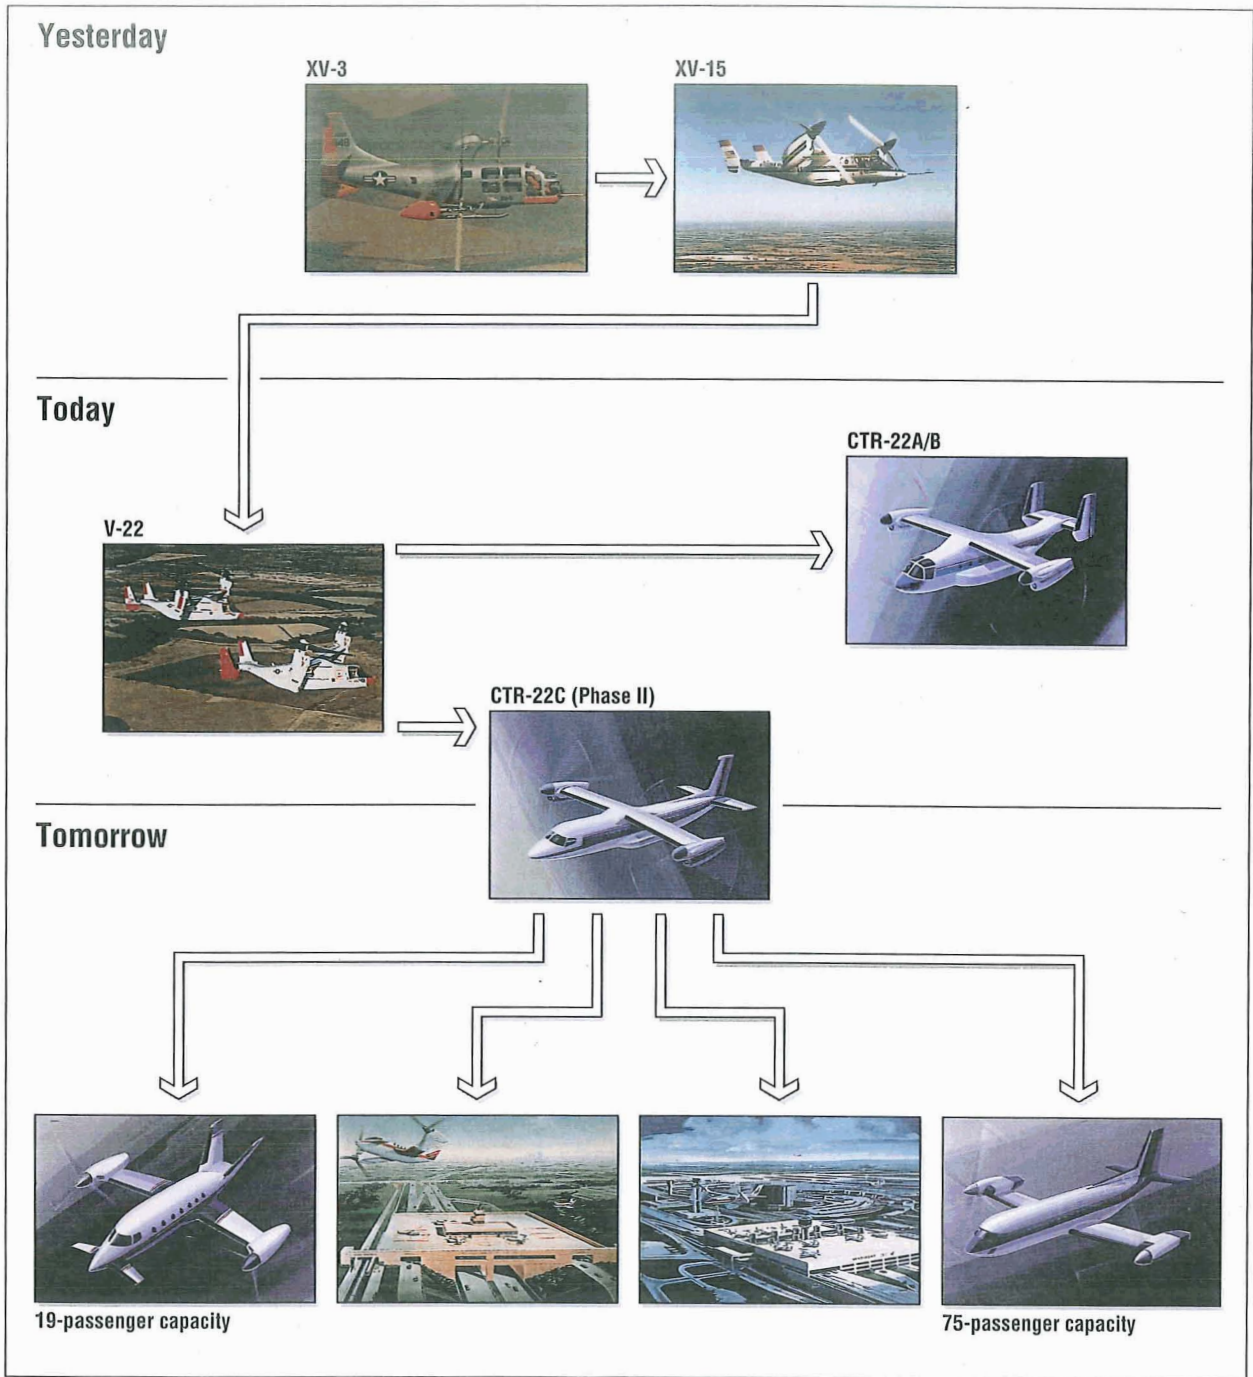 Yesterday
XV-3
XV-15
Today
CTR-22A/B
V-22
CTR-22C (Phase II)
Tomorrow
19-passenger capacity
75-passenger capacity